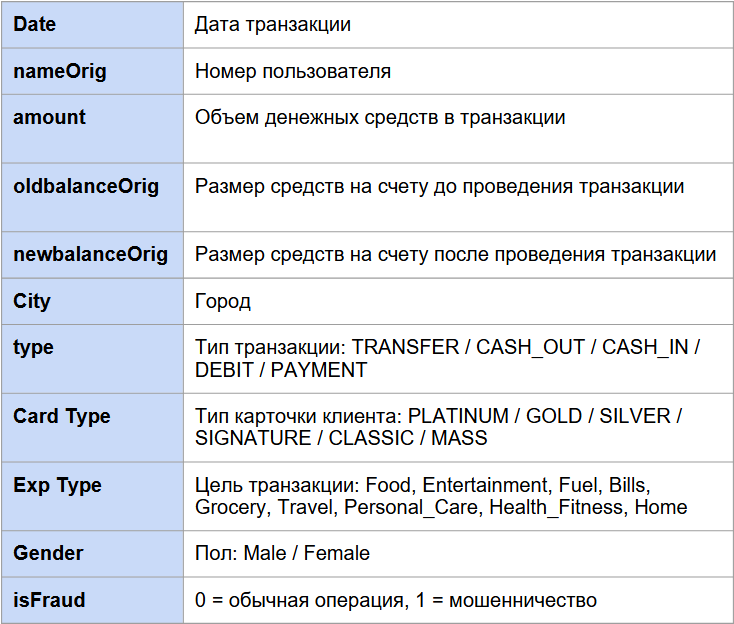 Date Дата транзакции
nameOrig Номер пользователя
amount Объем денежных средств в транзакции
oldbalanceOrig Размер средств на счету до проведения транзакции
newbalanceOrig Размер средств на счету после проведения транзакции
City Город
type Тип транзакции: TRANSFER / CASH_OUT / CASH_IN /
DEBIT / PAYMENT
Card Type Тип карточки клиента: PLATINUM / GOLD / SILVER /
SIGNATURE / CLASSIC / MASS
Exp Type Цель транзакции: Food, Entertainment, Fuel, Bills,
Grocery, Travel, Personal_Care, Health_Fitness, Home
Gender Пол: Male / Female
isFraud 0 = обычная операция, 1 = мошенничество